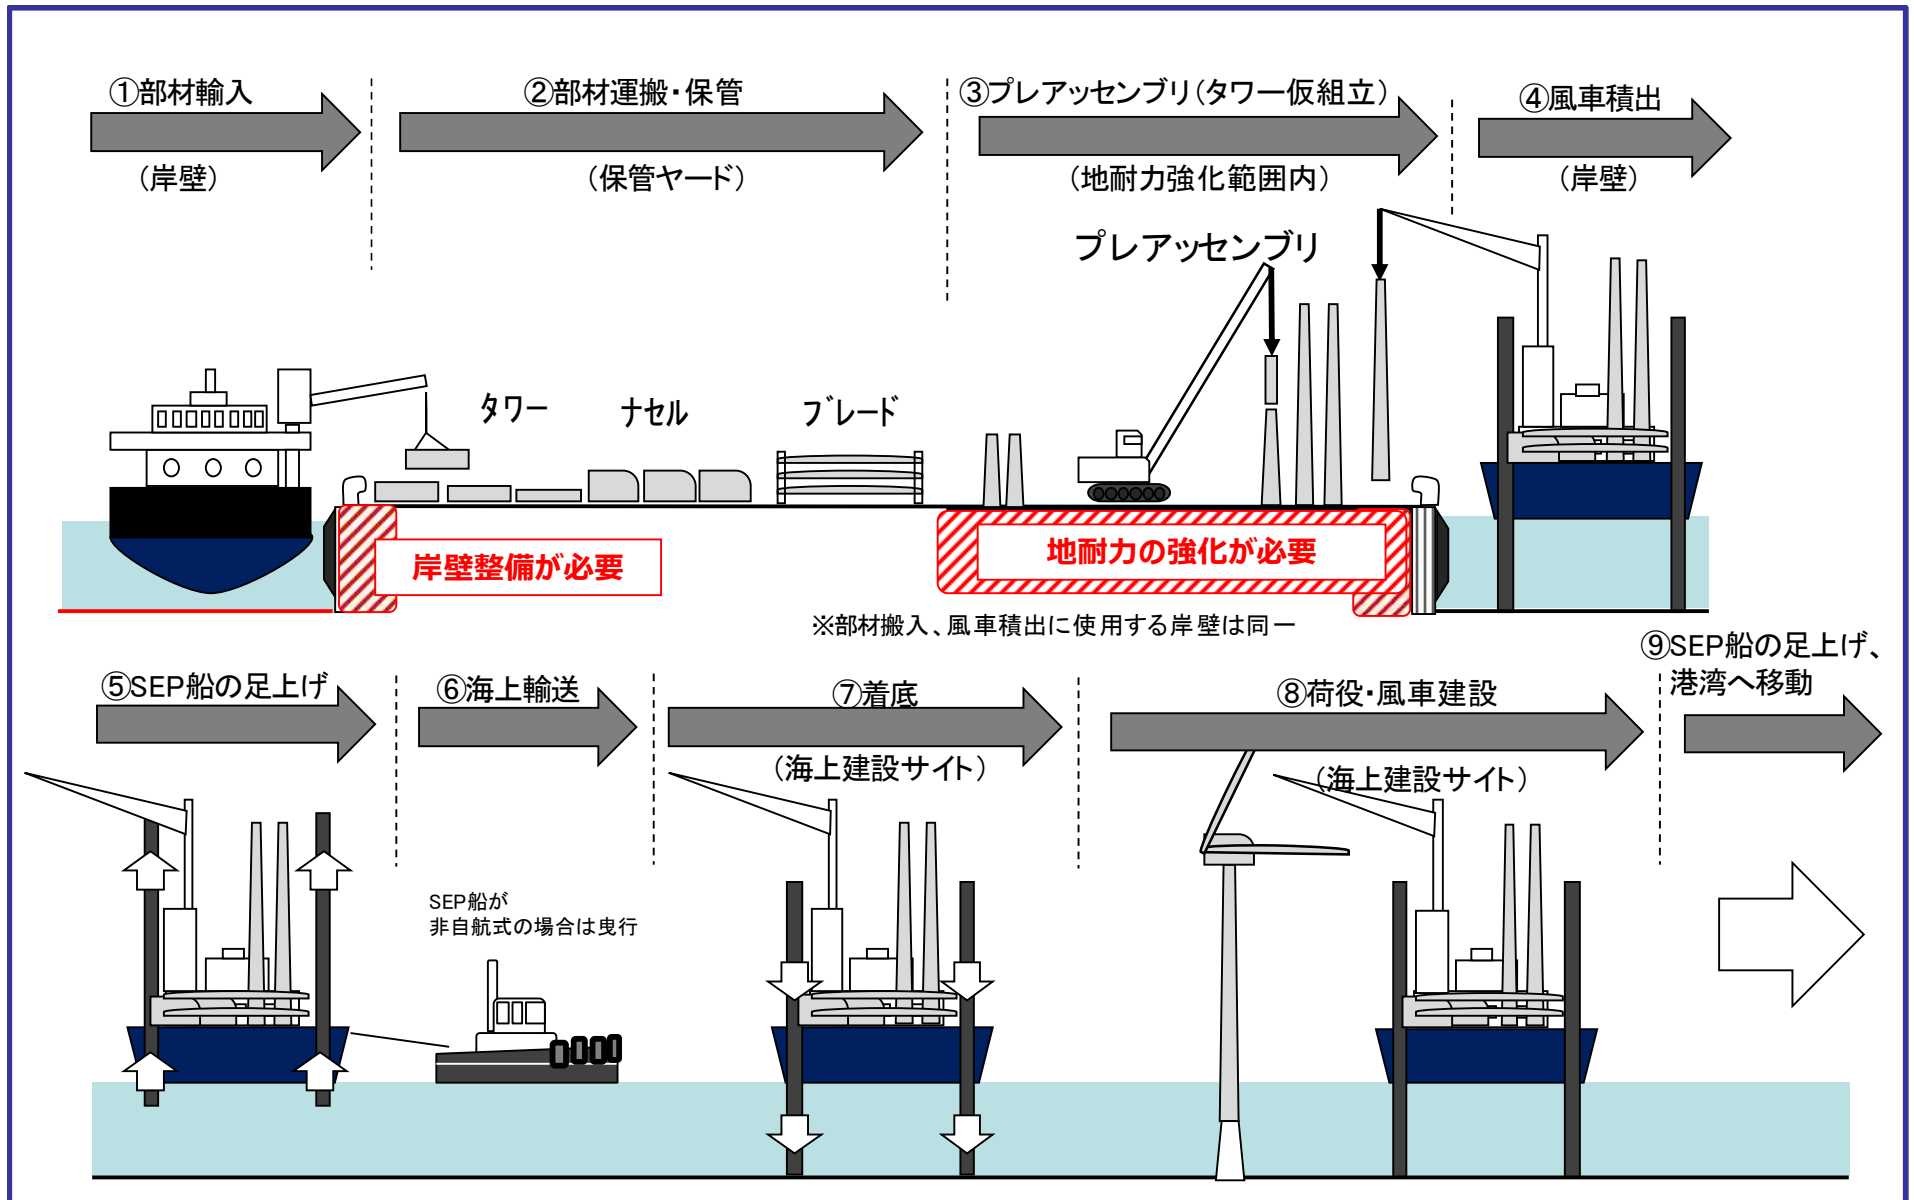 ①部材輸入
(岸壁)
②部材運搬・保管
(保管ヤード)
③プレアッセンブリ(タワー仮組立)
(地耐力強化範囲内)
④風車積出
(岸壁)
プレアッセンブリ
タワー
ナセル
ブレード
岸壁整備が必要
地耐力の強化が必要
※部材搬入、風車積出に使用する岸壁は同一
⑤SEP船の足上げ
⑥海上輸送
⑦着底
(海上建設サイト)
⑧荷役・風車建設
(海上建設サイト)
⑨SEP船の足上げ、
港湾へ移動
SEP船が
非自航式の場合は曳行